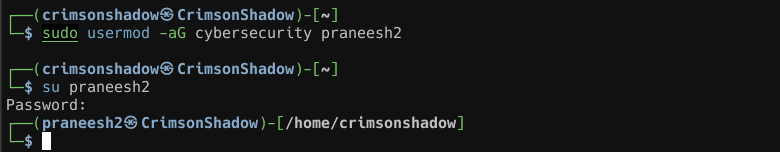 ┌──(crimsonshadow㉿CrimsonShadow)-[~]
└─$ sudo usermod -aG cybersecurity praneesh2
┌──(crimsonshadow㉿CrimsonShadow)-[~]
└─$ su praneesh2
Password:
┌──(praneesh2㉿CrimsonShadow)-[/home/crimsonshadow]
└─$